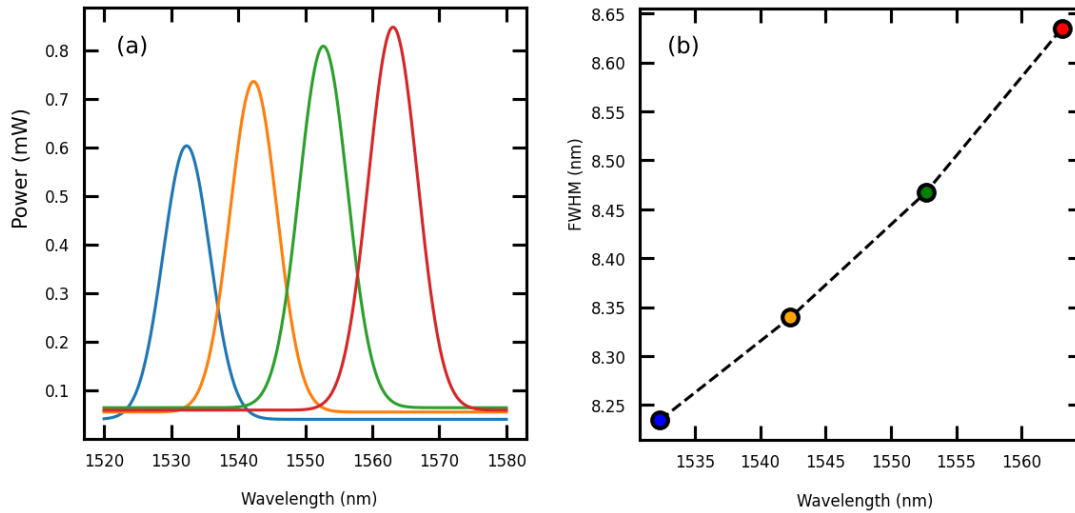 (a)
Power (mW)
0.8
0.7
0.6
0.5
0.4
0.3
0.2
0.1
1520 1530 1540 1550 1560 1570 1580
Wavelength (nm)
(b)
FWHM (nm)
8.65
8.60
8.55
8.50
8.45
8.40
8.35
8.30
8.25
1535 1540 1545 1550 1555 1560
Wavelength (nm)